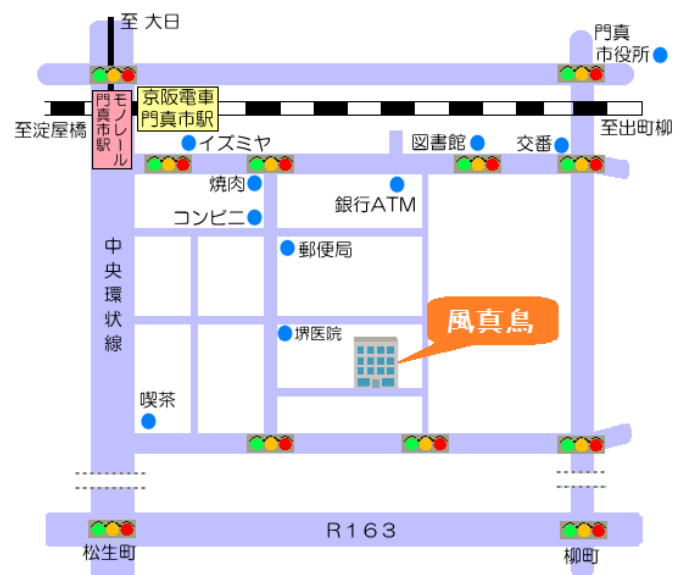 至 大日
門真
市役所
モノレール
門真市駅
京阪電車
門真市駅
至淀屋橋
至出町柳
イズミヤ
図書館
交番
焼肉
銀行ATM
コンビニ
中央環状線
郵便局
風真鳥
堺医院
喫茶
R163
松生町
柳町